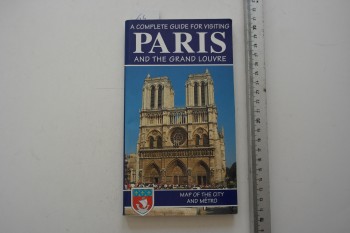 A COMPLETE GUIDE FOR VISITING
PARIS
AND THE GRAND LOUVRE
MAP OF THE CITY
AND METRO